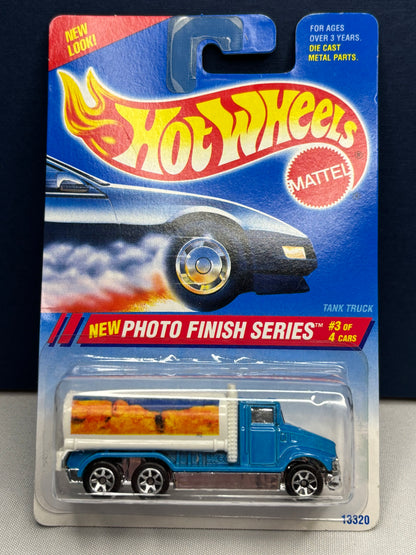 NEW
LOOK!
FOR AGES
OVER 3 YEARS.
DIE CAST
METAL PARTS.
HOT WHEELS®
MATTEL
TANK TRUCK
NEW PHOTO FINISH SERIES™ #3 OF
4 CARS
13320